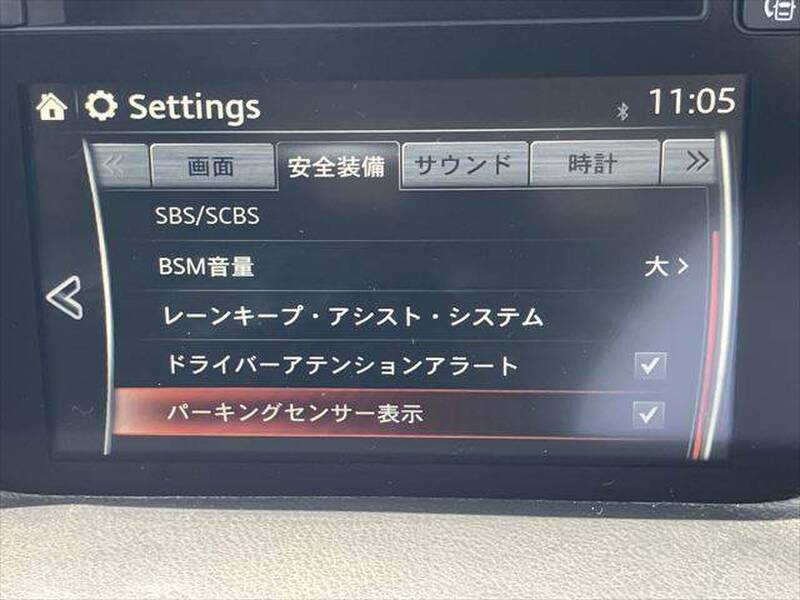 Settings
11:05
画面
安全装備
サウンド
時計
SBS/SCBS
BSM音量
大
レーンキープ・アシスト・システム
ドライバーアテンションアラート
パーキングセンサー表示